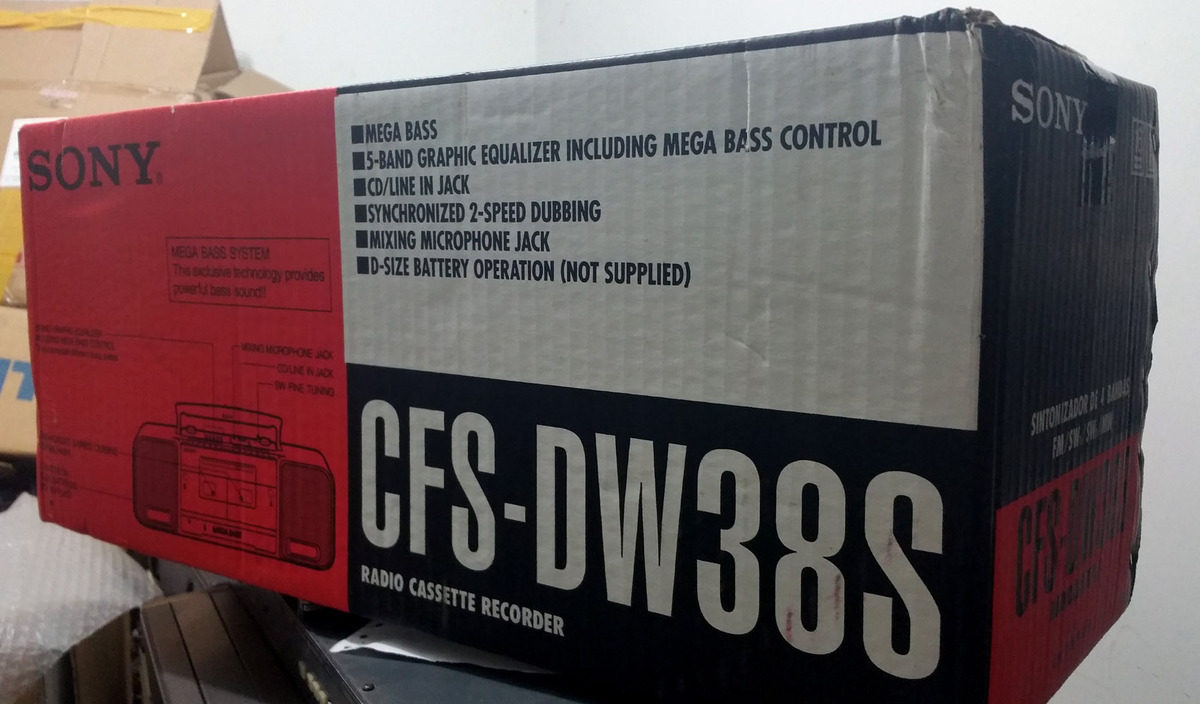 SONY
MEGA BASS SYSTEM
This exclusive technology provides
powerful bass sound!!
MIXING MICROPHONE JACK
CD/LINE IN JACK
SW FINE TUNING
MEGA BASS
■MEGA BASS
■5-BAND GRAPHIC EQUALIZER INCLUDING MEGA BASS CONTROL
■CD/LINE IN JACK
■SYNCHRONIZED 2-SPEED DUBBING
■MIXING MICROPHONE JACK
■D-SIZE BATTERY OPERATION (NOT SUPPLIED)
CFS-DW38S
RADIO CASSETTE RECORDER
SONY
SINTONIZADOR DE BANDAS